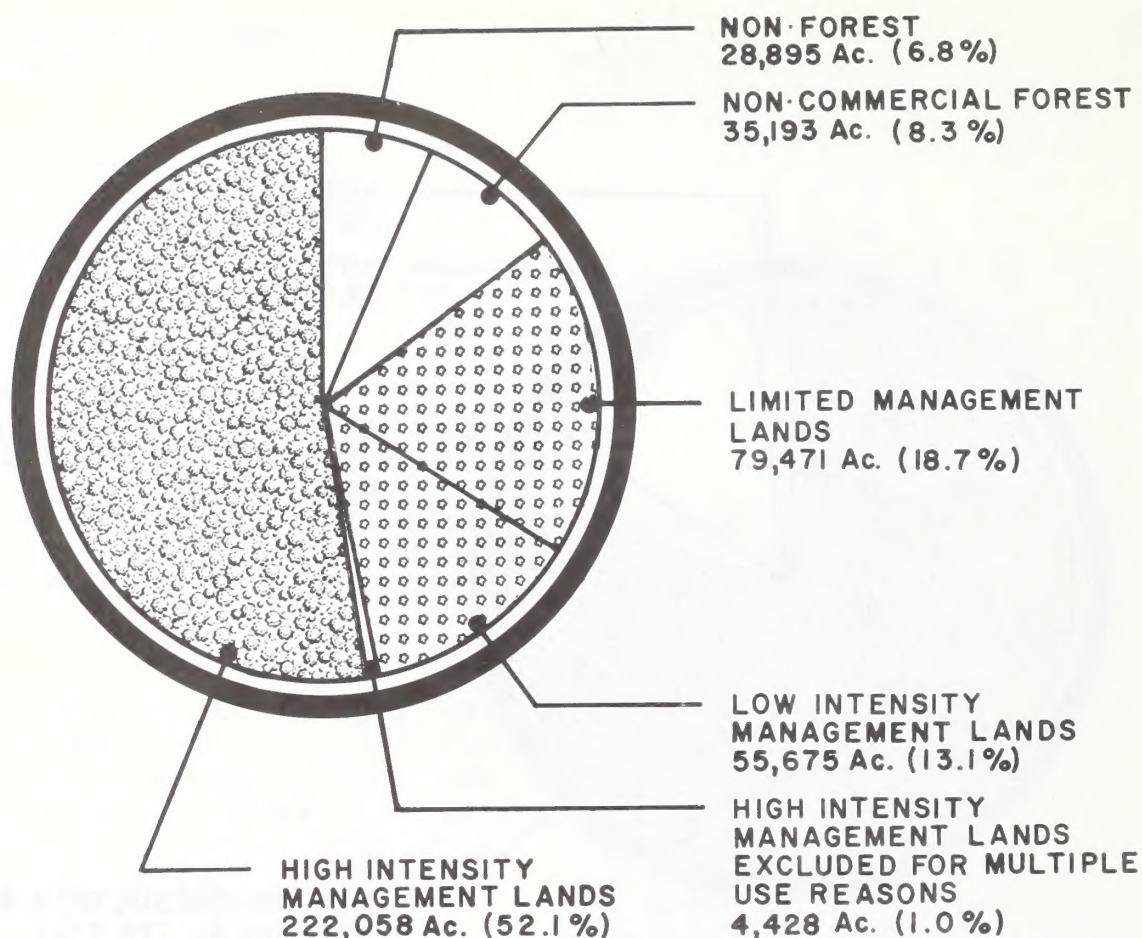 NON-FOREST
28,895 Ac. (6.8%)
NON-COMMERCIAL FOREST
35,193 Ac. (8.3%)
LIMITED MANAGEMENT
LANDS
79,471 Ac. (18.7%)
LOW INTENSITY
MANAGEMENT LANDS
55,675 Ac. (13.1%)
HIGH INTENSITY
MANAGEMENT LANDS
EXCLUDED FOR MULTIPLE
USE REASONS
4,428 Ac. (1.0%)
HIGH INTENSITY
MANAGEMENT LANDS
222,058 Ac. (52.1%)